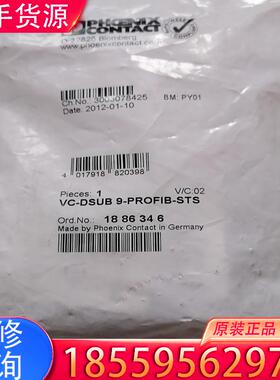 手货源
PHOENIX
CONTACT
D-32825 Blomberg
www.phoenixcontact.com
Ch.No.: 3003078425 BM: PY01
Date: 2012-01-10
4 017918 820398
Pieces: 1 V/C:02
VC-DSUB 9-PROFIB-STS
Ord.No.: 18 86 34 6
Made by Phoenix Contact in Germany
修
询
原装正品
18559562970